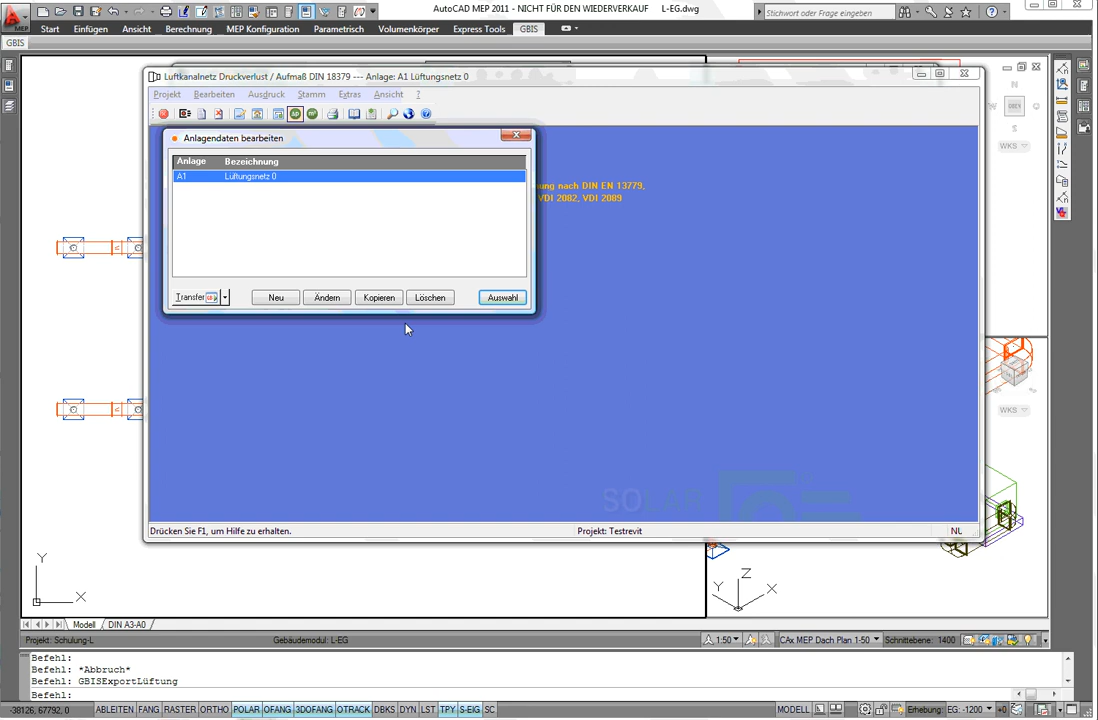 AutoCAD MEP 2011 - NICHT FÜR DEN WIEDERVERKAUF L-EG.dwg
Stichwort oder Frage eingeben
Start Einfügen Ansicht Berechnung MEP Konfiguration Parametrisch Volumenkörper Express Tools GBIS
GBIS
Luftkanalnetz Druckverlust / Aufmaß DIN 18379 --- Anlage: A1 Lüftungsnetz 0
Projekt Bearbeiten Ausdruck Stamm Extras Ansicht ?
Anlagendaten bearbeiten
Anlage Bezeichnung
A1 Lüftungsnetz 0
nung nach DIN EN 13779,
VDI 2082, VDI 2089
Transfer Neu Ändern Kopieren Löschen Auswahl
SOLAR
Drücken Sie F1, um Hilfe zu erhalten. Projekt: Testrevit NU
N
OBEN
WKS
WKS
Y
X
Z
Y
X
Modell DIN A3-A0
Projekt: Schulung-L Gebäudemodul: L-EG 1:50 CAx MEP Dach Plan 1-50 Schnittebene: 1400
Befehl:
Befehl: *Abbruch*
Befehl: GBISExportLüftung
Befehl:
-38126, 67792, 0 ABLEITEN FANG RASTER ORTHO POLAR OFANG 3DOFANG OTRACK DBKS DYN LST TPY S-EIG SC MODELL Erhebung: EG: -1200 +0